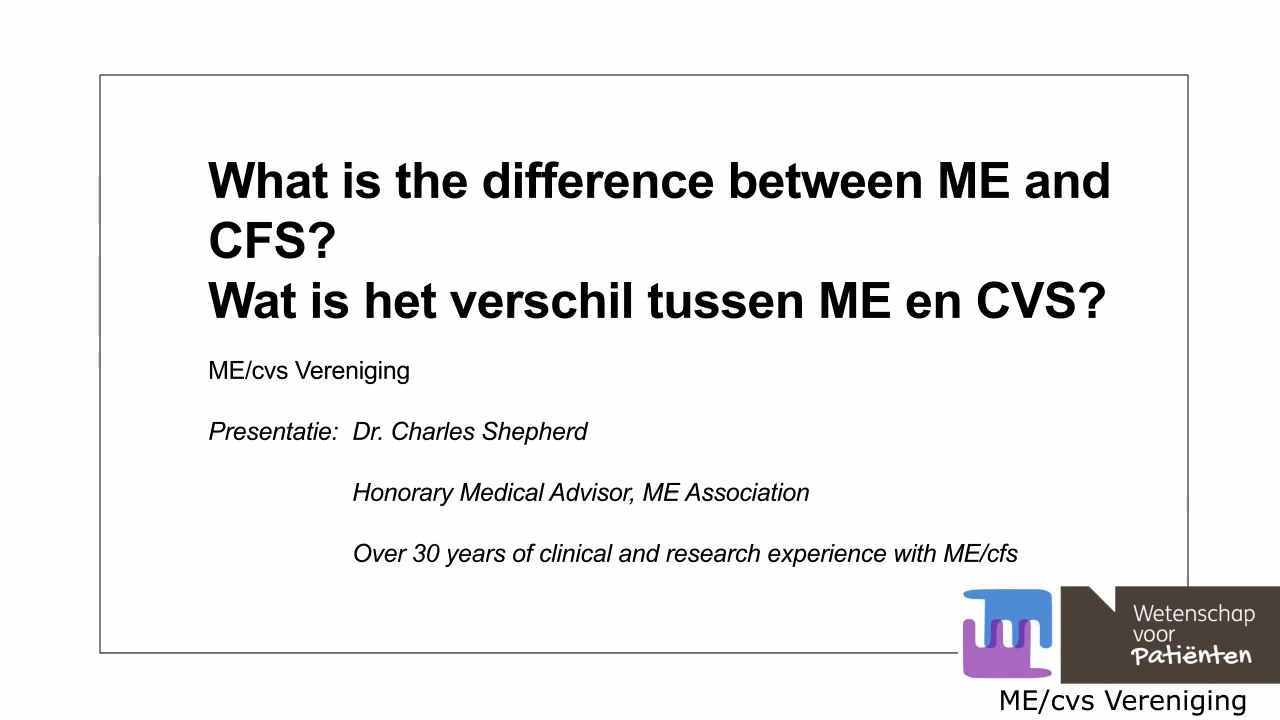 What is the difference between ME and
CFS?
Wat is het verschil tussen ME en CVS?
ME/cvs Vereniging
Presentatie: Dr. Charles Shepherd
Honorary Medical Advisor, ME Association
Over 30 years of clinical and research experience with ME/cfs
Wetenschap
voor
Patiënten
ME/cvs Vereniging